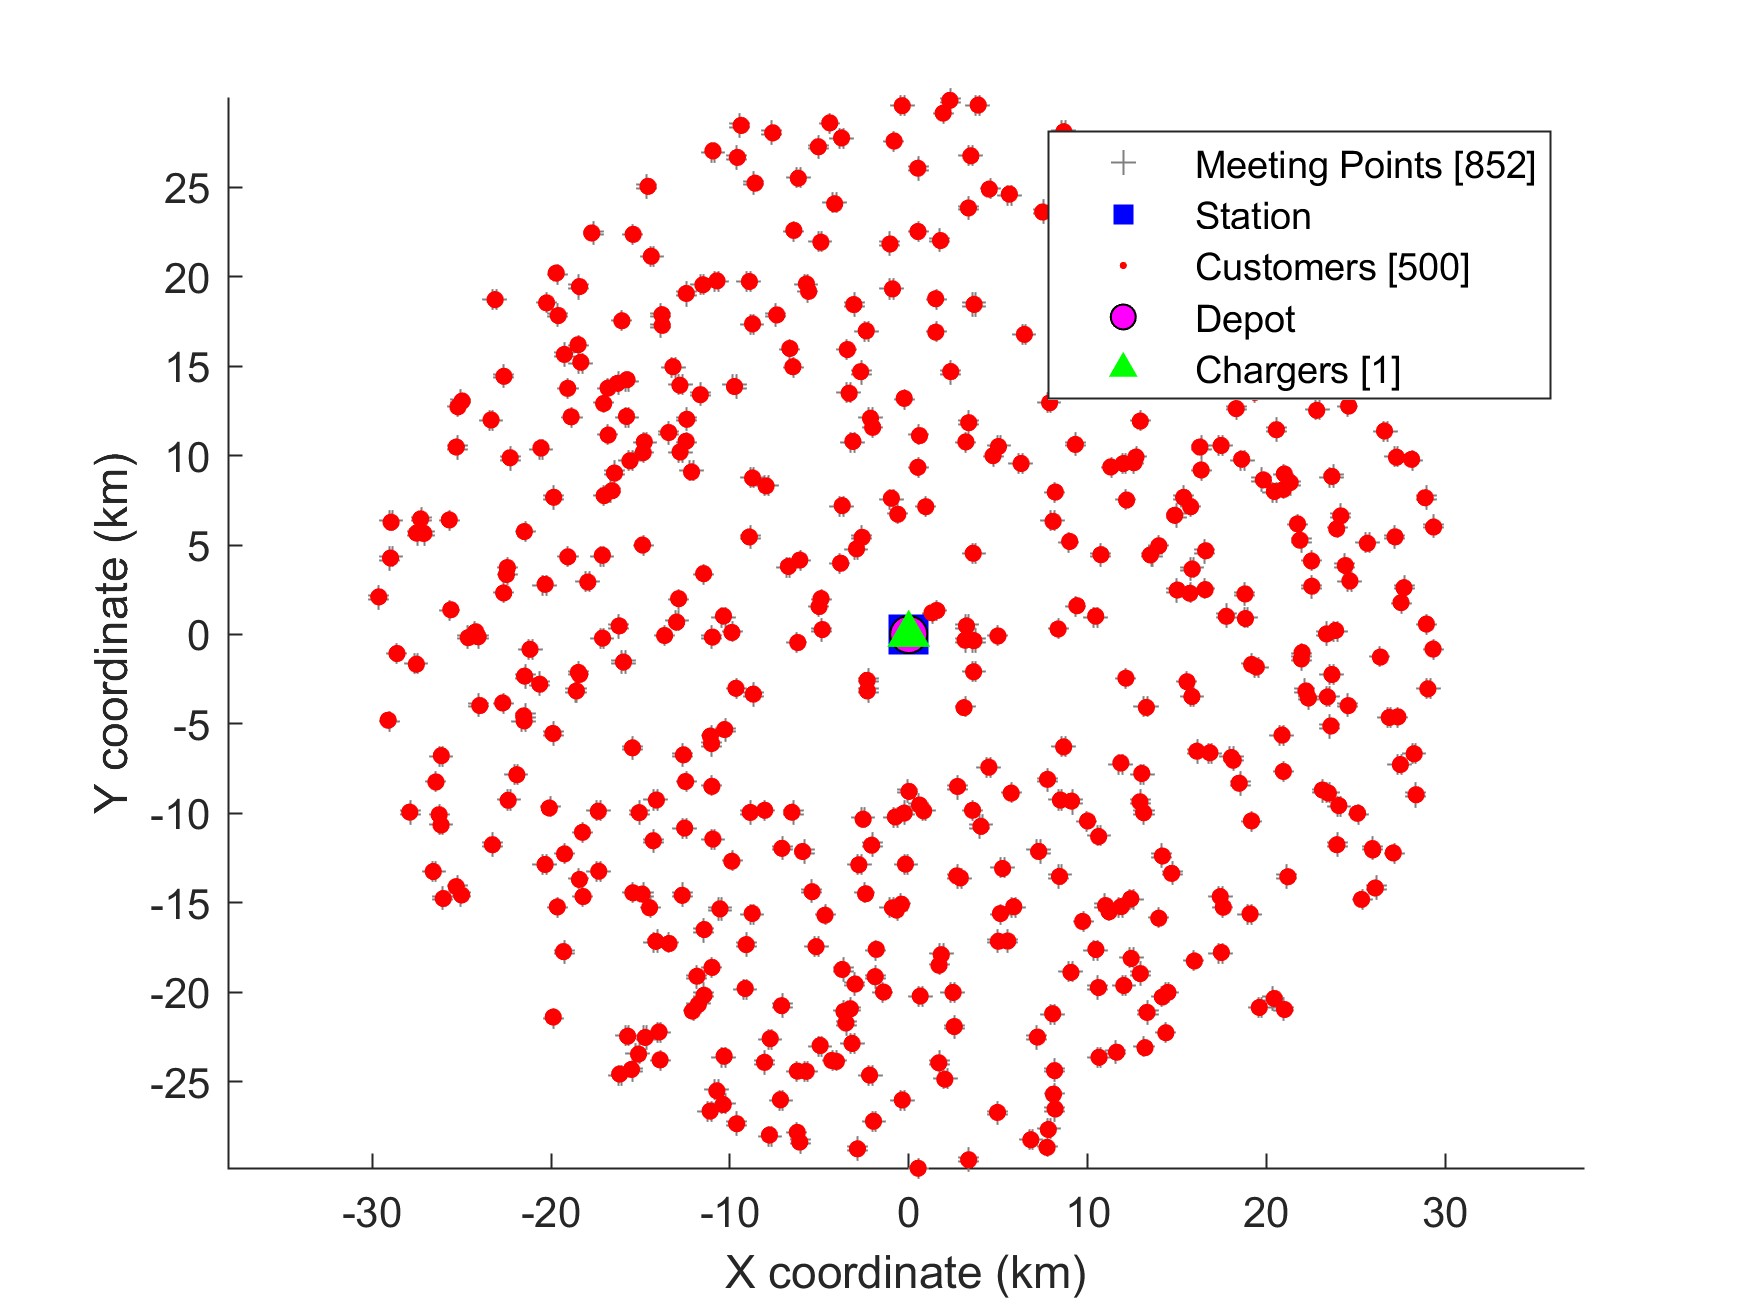 Meeting Points [852]
Station
Customers [500]
Depot
Chargers [1]
25
20
15
10
5
0
-5
-10
-15
-20
-25
Y coordinate (km)
-30 -20 -10 0 10 20 30
X coordinate (km)